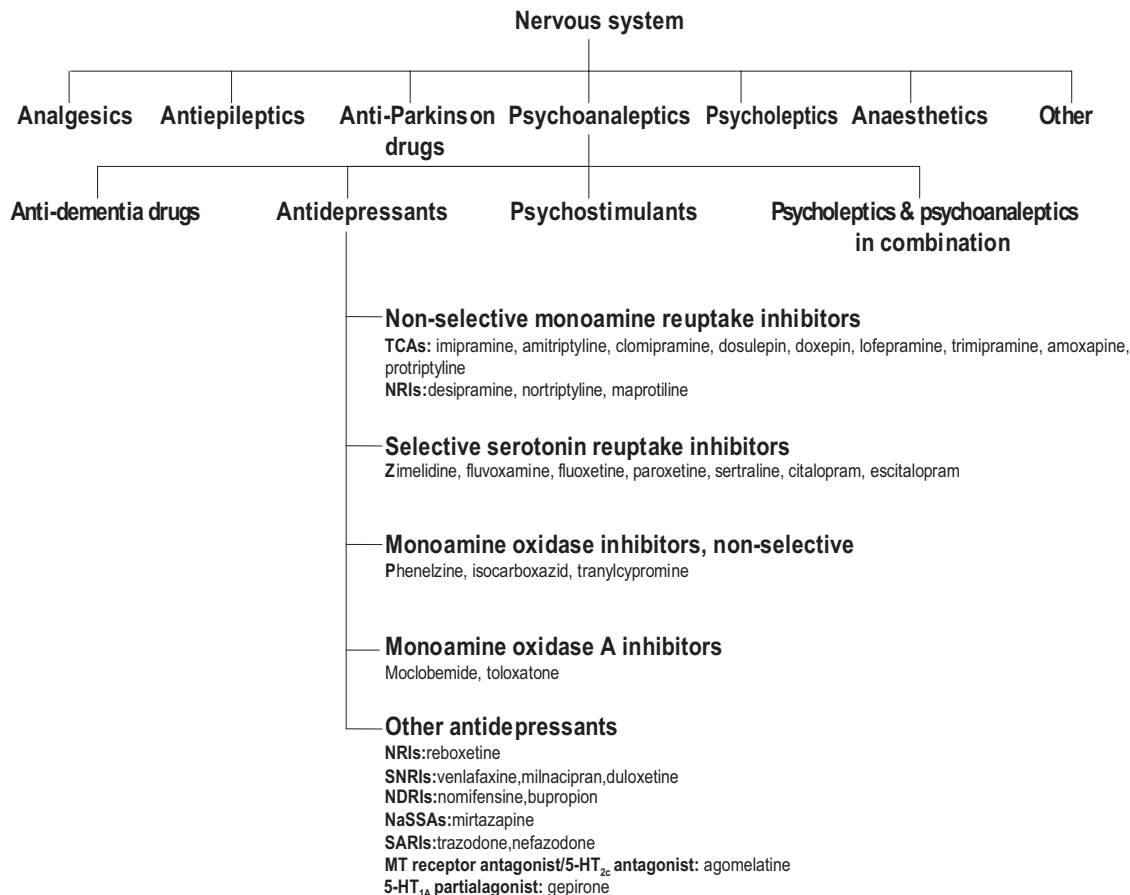 Nervous system
Analgesics Antiepileptics Anti-Parkinson Psychoanaleptics Psycholeptics Anaesthetics Other
drugs
Anti-dementia drugs Antidepressants Psychostimulants Psycholeptics & psychoanaleptics
in combination
Non-selective monoamine reuptake inhibitors
TCAs: imipramine, amitriptyline, clomipramine, dosulepin, doxepin, lofepramine, trimipramine, amoxapine,
protriptyline
NRIs:desipramine, nortriptyline, maprotiline
Selective serotonin reuptake inhibitors
Zimelidine, fluvoxamine, fluoxetine, paroxetine, sertraline, citalopram, escitalopram
Monoamine oxidase inhibitors, non-selective
Phenelzine, isocarboxazid, tranylcypromine
Monoamine oxidase A inhibitors
Moclobemide, toloxatone
Other antidepressants
NRIs:reboxetine
SNRIs:venlafaxine,milnacipran,duloxetine
NDRIs:nomifensine,bupropion
NaSSAs:mirtazapine
SARIs:trazodone,nefazodone
MT receptor antagonist/5-HT2c antagonist: agomelatine
5-HT1A partialagonist: gepirone